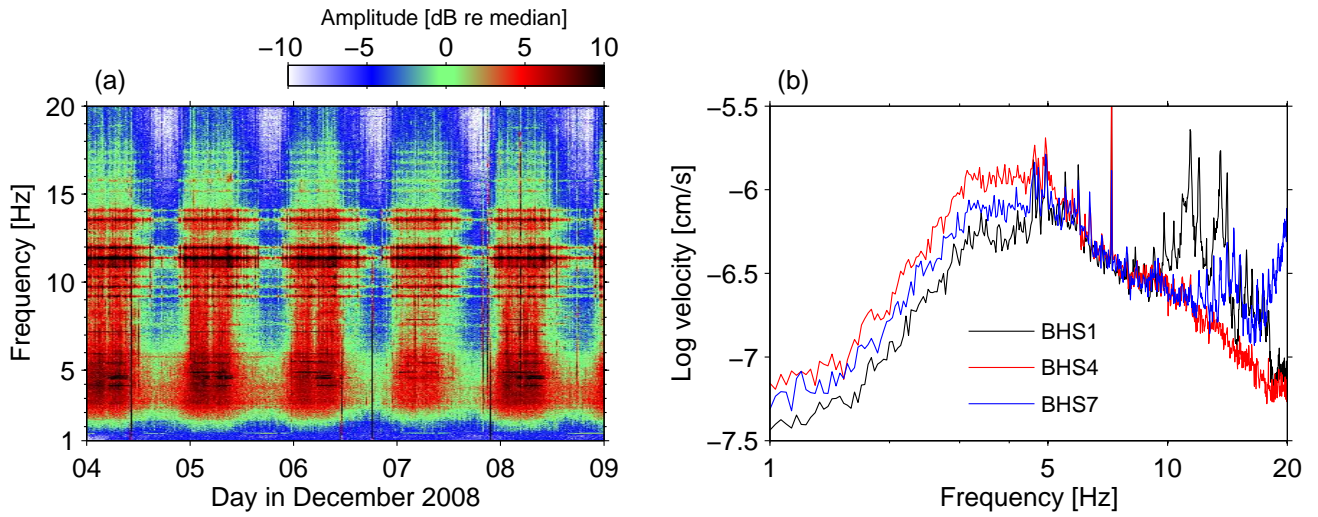 Amplitude [dB re median]
−10 −5 0 5 10
(a)
20
15
10
5
1
Frequency [Hz]
04 05 06 07 08 09
Day in December 2008
(b)
−5.5
−6
−6.5
−7
−7.5
Log velocity [cm/s]
BHS1
BHS4
BHS7
1 5 10 20
Frequency [Hz]